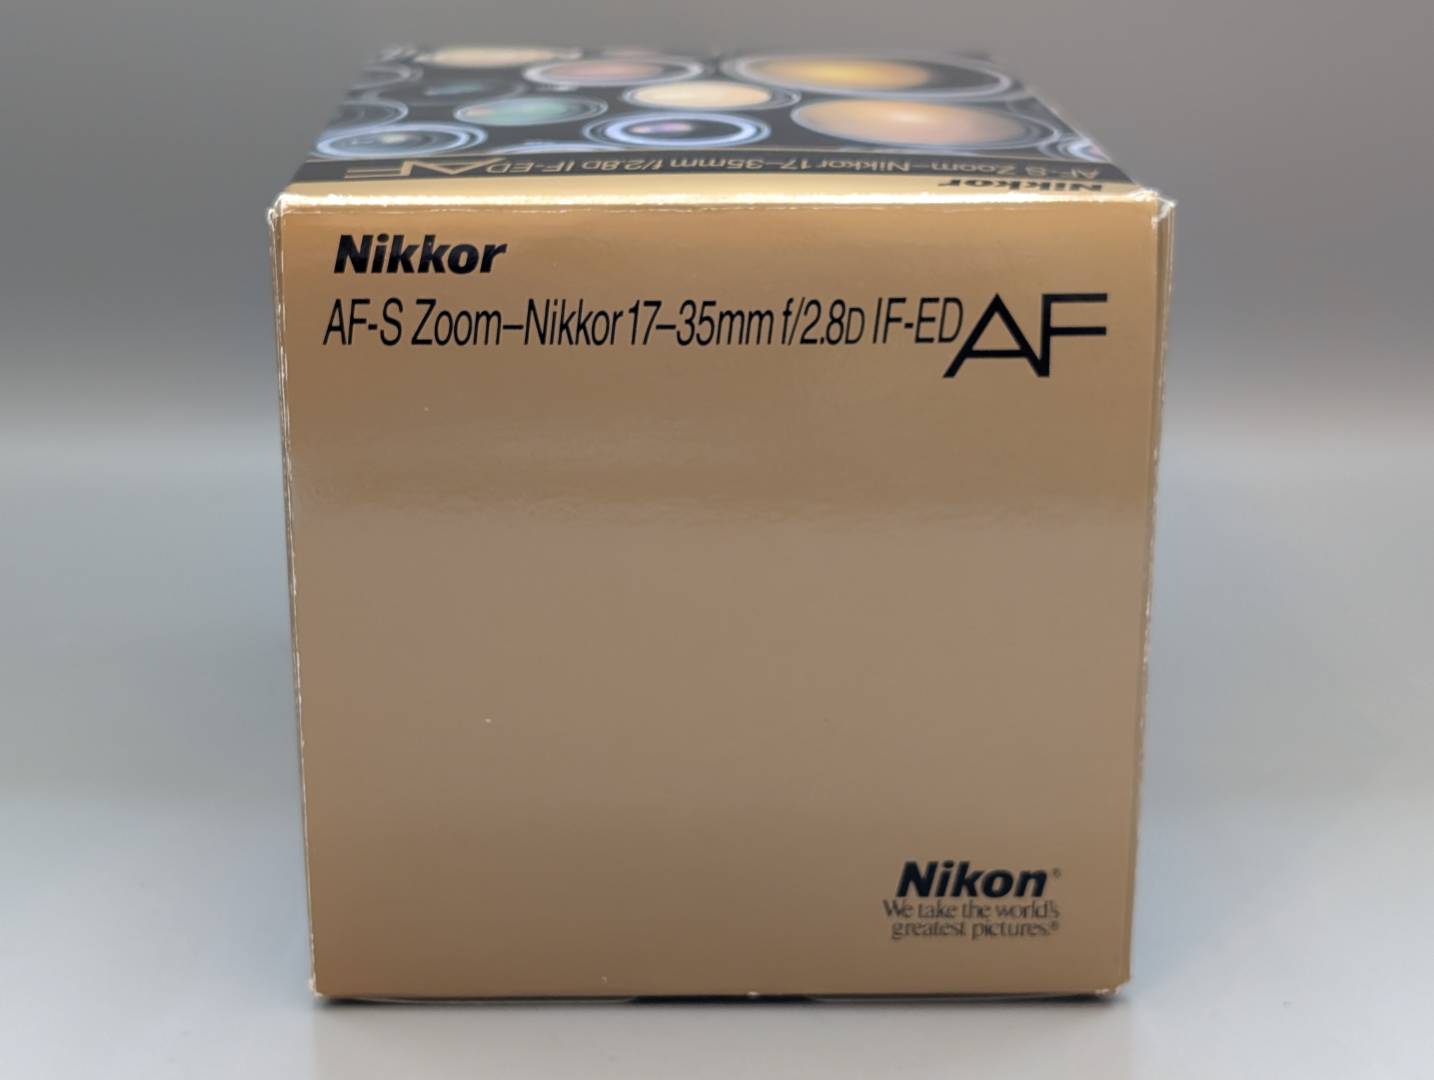 AF-S Zoom–Nikkor 17–35mm f/2.8D IF-ED AF
Nikkor
Nikkor
AF-S Zoom–Nikkor 17–35mm f/2.8D IF-ED AF
Nikon®
We take the world's
greatest pictures.®